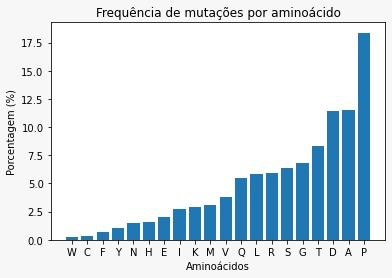 Frequência de mutações por aminoácido
Porcentagem (%)
17.5
15.0
12.5
10.0
7.5
5.0
2.5
0.0
W C F Y N H E I K M V Q L R S G T D A P
Aminoácidos